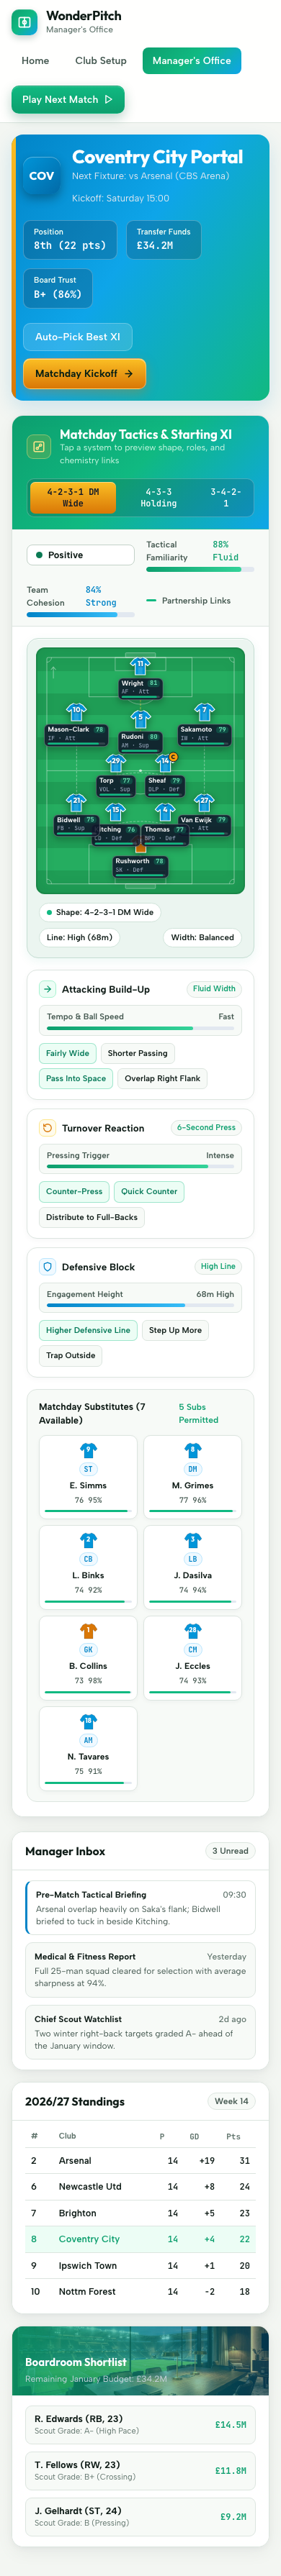 WonderPitch
Manager's Office
Home
Club Setup
Manager's Office
Play Next Match
COV
Coventry City Portal
Next Fixture: vs Arsenal (CBS Arena)
Kickoff: Saturday 15:00
Position
8th (22 pts)
Transfer Funds
£34.2M
Board Trust
B+ (86%)
Auto-Pick Best XI
Matchday Kickoff →
Matchday Tactics & Starting XI
Tap a system to preview shape, roles, and
chemistry links
4-2-3-1 DM
Wide
4-3-3
Holding
3-4-2-
1
Positive
Tactical
Familiarity
88%
Fluid
Team
Cohesion
84%
Strong
Partnership Links
11
Wright 81
AF · Att
10
Mason-Clark 78
IF · Att
5
Rudoni 80
AM · Sup
7
Sakamoto 79
IW · Att
29
Torp 77
VOL · Sup
14
C
Sheaf 79
DLP · Def
21
Bidwell 75
FB · Sup
15
Kitching 76
CD · Def
4
Thomas 77
BPD · Def
27
Van Ewijk 79
Att
Rushworth 78
GK · Def
Shape: 4-2-3-1 DM Wide
Line: High (68m)
Width: Balanced
Attacking Build-Up
Fluid Width
Tempo & Ball Speed
Fast
Fairly Wide
Shorter Passing
Pass Into Space
Overlap Right Flank
Turnover Reaction
6-Second Press
Pressing Trigger
Intense
Counter-Press
Quick Counter
Distribute to Full-Backs
Defensive Block
High Line
Engagement Height
68m High
Higher Defensive Line
Step Up More
Trap Outside
Matchday Substitutes (7
Available)
5 Subs
Permitted
9
ST
E. Simms
76 95%
8
DM
M. Grimes
77 96%
2
CB
L. Binks
74 92%
3
LB
J. Dasilva
74 94%
1
GK
B. Collins
73 98%
28
CM
J. Eccles
74 93%
18
AM
N. Tavares
75 91%
Manager Inbox
3 Unread
Pre-Match Tactical Briefing
09:30
Arsenal overlap heavily on Saka's flank; Bidwell
briefed to tuck in beside Kitching.
Medical & Fitness Report
Yesterday
Full 25-man squad cleared for selection with average
sharpness at 94%.
Chief Scout Watchlist
2d ago
Two winter right-back targets graded A- ahead of
the January window.
2026/27 Standings
Week 14
# Club P GD Pts
2 Arsenal 14 +19 31
6 Newcastle Utd 14 +8 24
7 Brighton 14 +5 23
8 Coventry City 14 +4 22
9 Ipswich Town 14 +1 20
10 Nottm Forest 14 -2 18
Boardroom Shortlist
Remaining January Budget: £34.2M
R. Edwards (RB, 23)
Scout Grade: A- (High Pace)
£14.5M
T. Fellows (RW, 23)
Scout Grade: B+ (Crossing)
£11.8M
J. Gelhardt (ST, 24)
Scout Grade: B (Pressing)
£9.2M